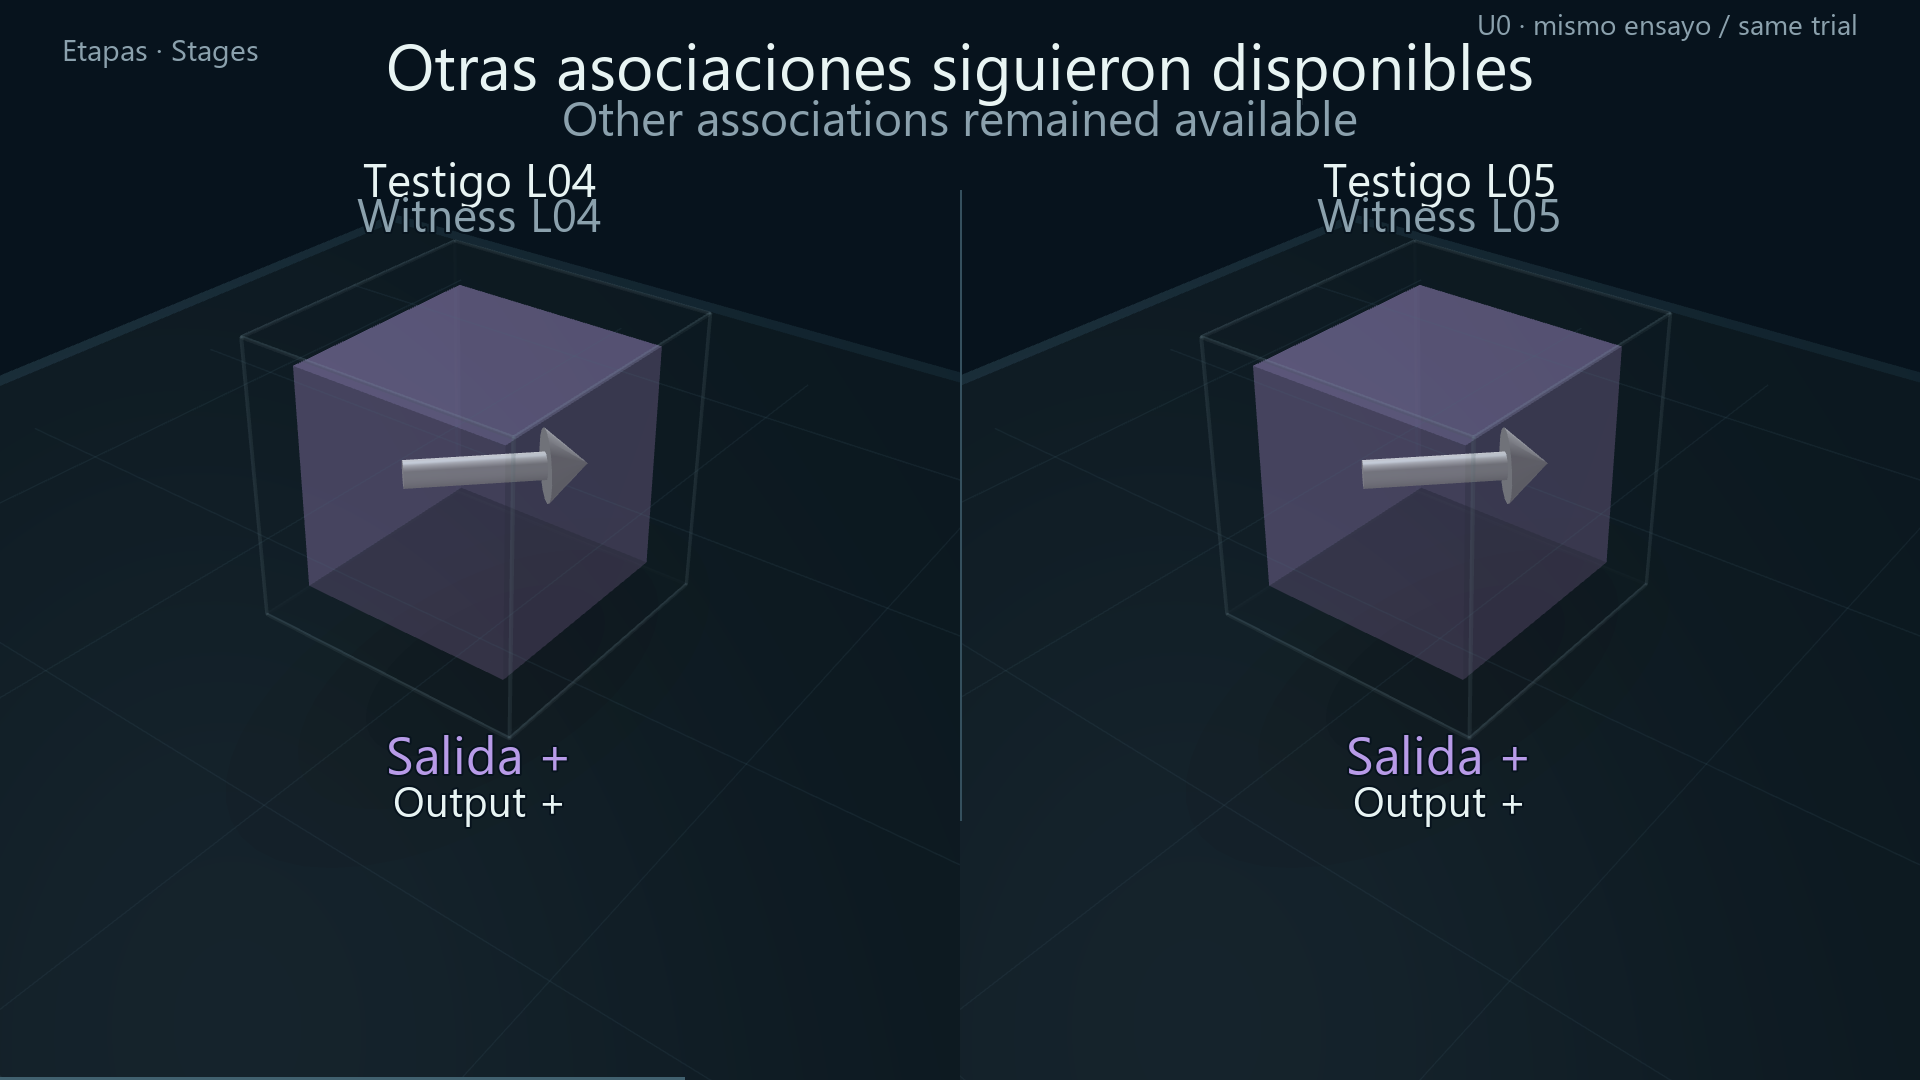 Etapas · Stages
U0 · mismo ensayo / same trial
Otras asociaciones siguieron disponibles
Other associations remained available
Testigo L04
Witness L04
Salida +
Output +
Testigo L05
Witness L05
Salida +
Output +